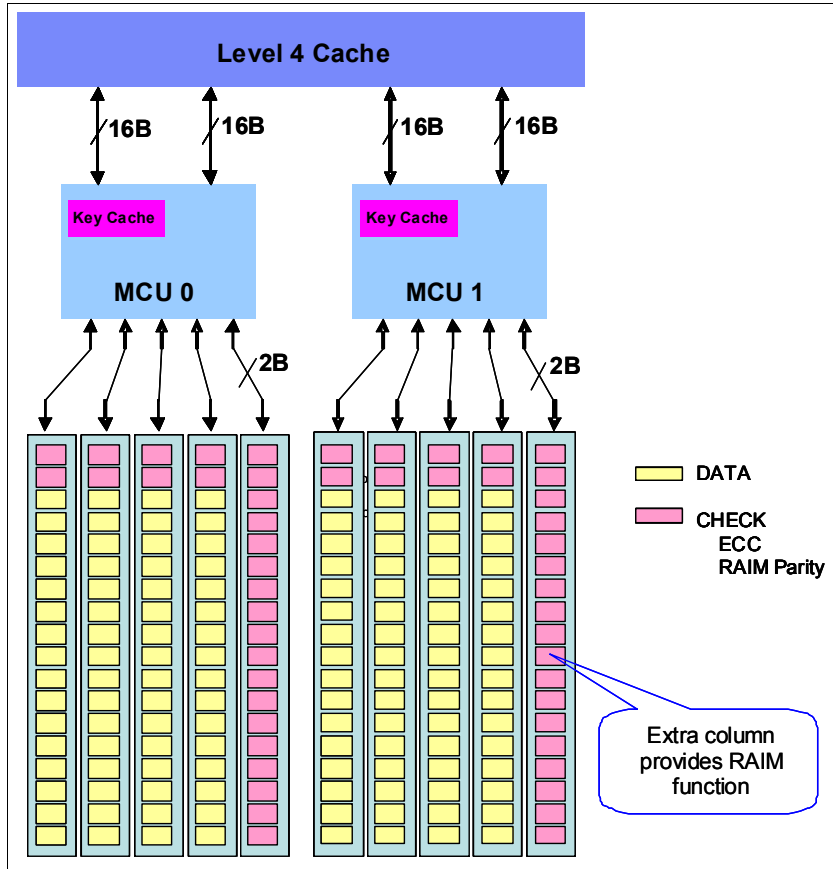 Level 4 Cache
16B
16B
16B
16B
Key Cache
Key Cache
MCU 0
MCU 1
2B
2B
DATA
CHECK
ECC
RAIM Parity
Extra column
provides RAIM
function